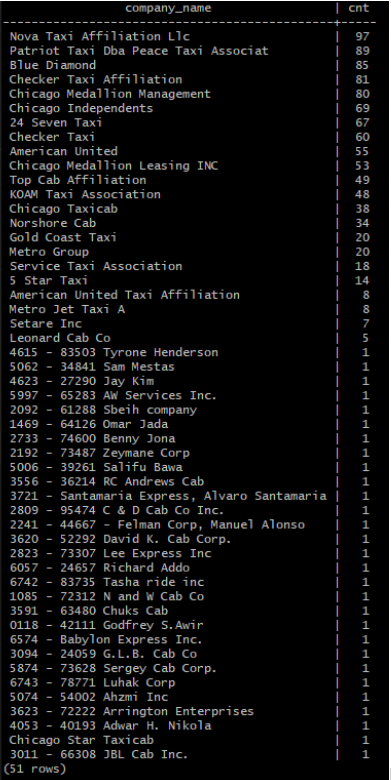 company_name | cnt
----------------------------------------------+-----
Nova Taxi Affiliation Llc | 97
Patriot Taxi Dba Peace Taxi Associat | 89
Blue Diamond | 85
Checker Taxi Affiliation | 81
Chicago Medallion Management | 80
Chicago Independents | 69
24 Seven Taxi | 67
Checker Taxi | 60
American United | 55
Chicago Medallion Leasing INC | 53
Top Cab Affiliation | 49
KOAM Taxi Association | 48
Chicago Taxicab | 38
Norshore Cab | 34
Gold Coast Taxi | 20
Metro Group | 20
Service Taxi Association | 18
5 Star Taxi | 14
American United Taxi Affiliation | 8
Metro Jet Taxi A | 8
Setare Inc | 7
Leonard Cab Co | 5
4615 - 83503 Tyrone Henderson | 1
5062 - 34841 Sam Mestas | 1
4623 - 27290 Jay Kim | 1
5997 - 65283 AW Services Inc. | 1
2092 - 61288 Sbeih company | 1
1469 - 64126 Omar Jada | 1
2733 - 74600 Benny Jona | 1
2192 - 73487 Zeymane Corp | 1
5006 - 39261 Salifu Bawa | 1
3556 - 36214 RC Andrews Cab | 1
3721 - Santamaria Express, Alvaro Santamaria | 1
2809 - 95474 C & D Cab Co Inc. | 1
2241 - 44667 - Felman Corp, Manuel Alonso | 1
3620 - 52292 David K. Cab Corp. | 1
2823 - 73307 Lee Express Inc | 1
6057 - 24657 Richard Addo | 1
6742 - 83735 Tasha ride inc | 1
1085 - 72312 N and W Cab Co | 1
3591 - 63480 Chuks Cab | 1
0118 - 42111 Godfrey S.Awir | 1
6574 - Babylon Express Inc. | 1
3094 - 24059 G.L.B. Cab Co | 1
5874 - 73628 Sergey Cab Corp. | 1
6743 - 78771 Luhak Corp | 1
5074 - 54002 Ahzmi Inc | 1
3623 - 72222 Arrington Enterprises | 1
4053 - 40193 Adwar H. Nikola | 1
Chicago Star Taxicab | 1
3011 - 66308 JBL Cab Inc. | 1
(51 rows)